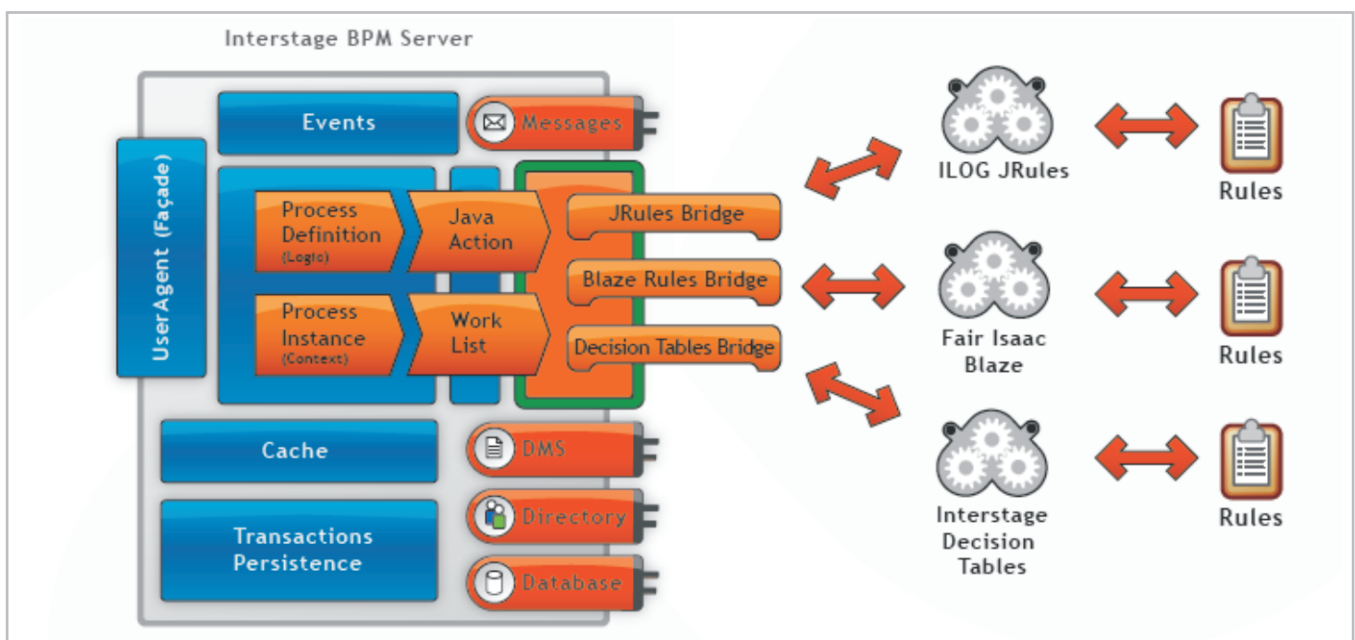 Interstage BPM Server
Events
Messages
UserAgent (Façade)
Process
Definition
(Logic)
Java
Action
JRules Bridge
Blaze Rules Bridge
Process
Instance
(Context)
Work
List
Decision Tables Bridge
Cache
DMS
Transactions
Persistence
Directory
Database
ILOG JRules
Rules
Fair Isaac
Blaze
Rules
Interstage
Decision
Tables
Rules